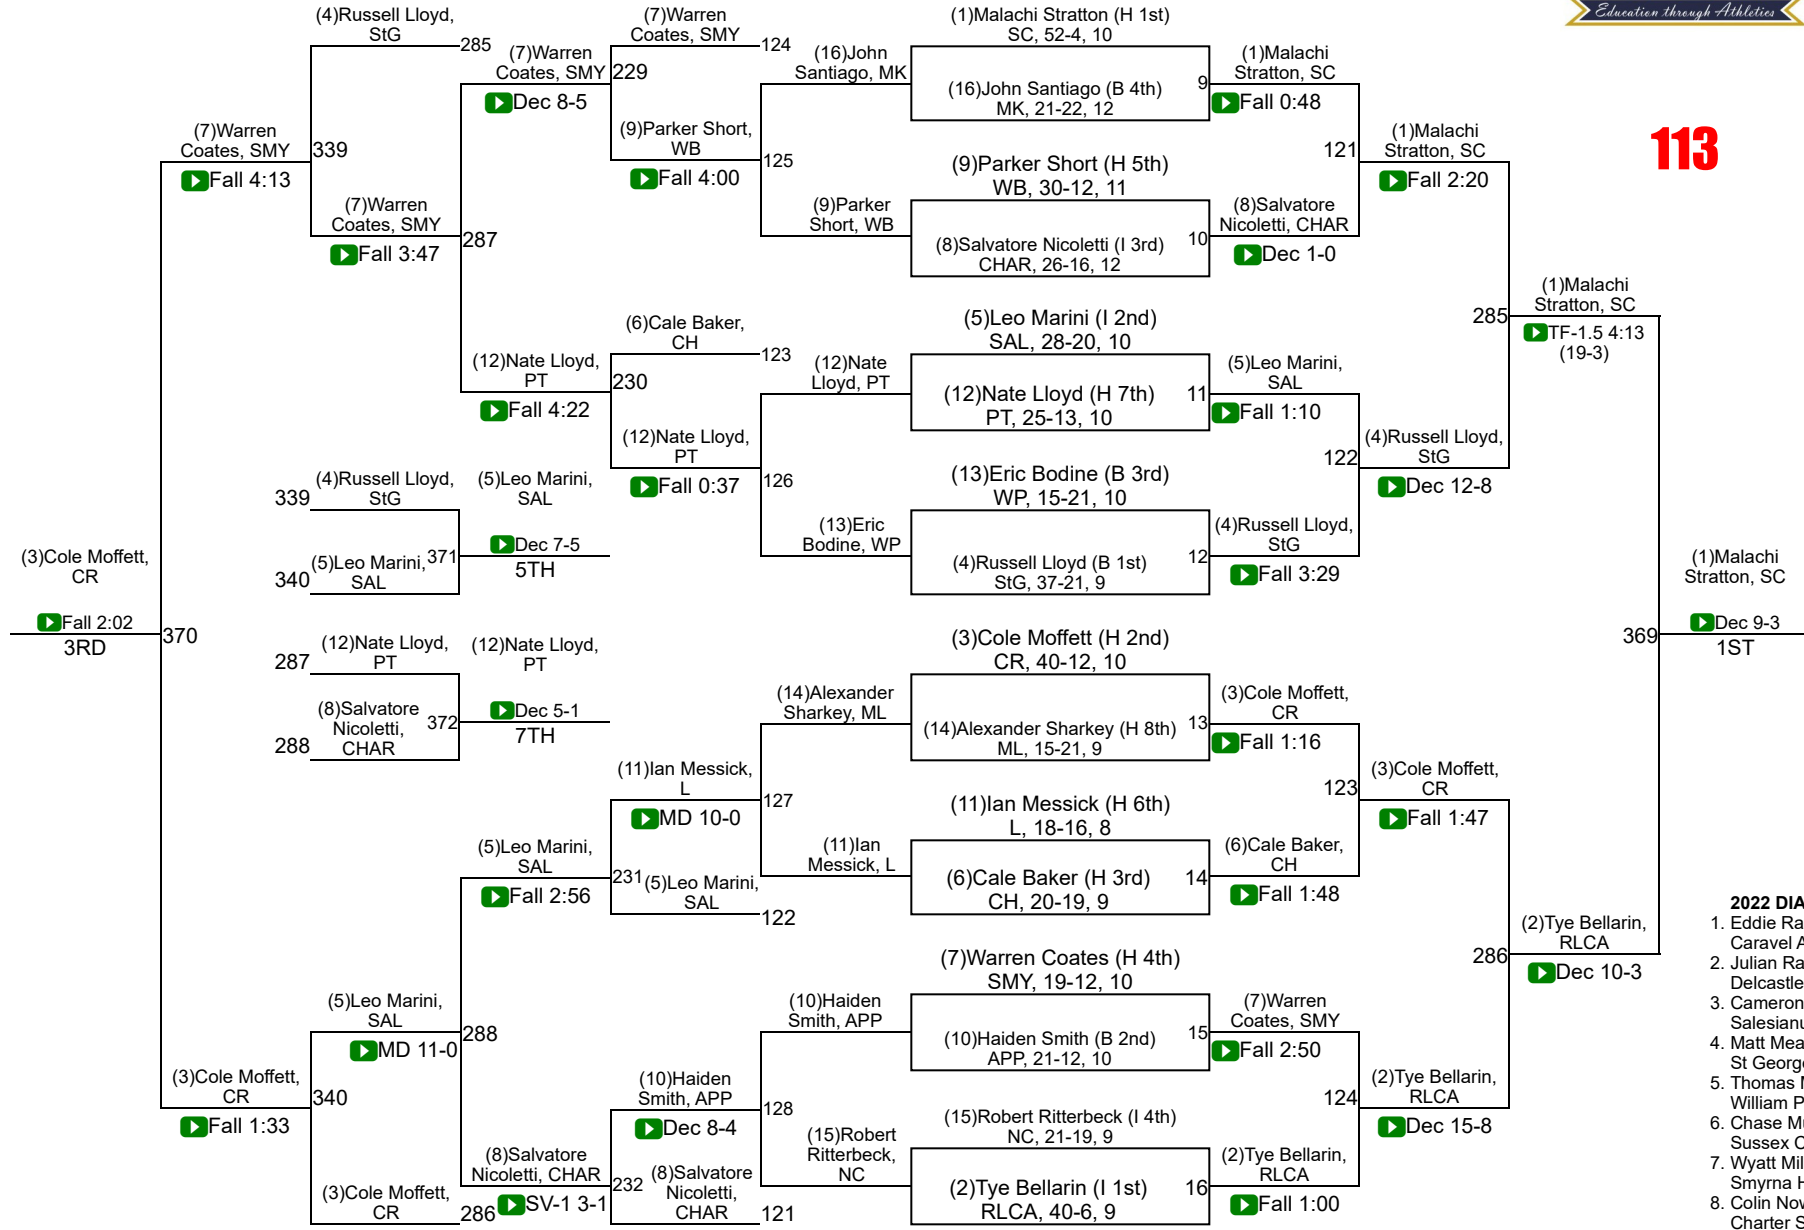 Education through Athletics
113
(4)Russell Lloyd,
StG
285
(7)Warren
Coates, SMY
339
Fall 4:13
(7)Warren
Coates, SMY
Fall 3:47
(7)Warren
Coates, SMY
229
Dec 8-5
287
(7)Warren
Coates, SMY
124
(9)Parker Short,
WB
125
Fall 4:00
(16)John
Santiago, MK
(9)Parker
Short, WB
(6)Cale Baker,
CH
123
(12)Nate Lloyd,
PT
230
Fall 4:22
(12)Nate Lloyd,
PT
126
Fall 0:37
(12)Nate
Lloyd, PT
(13)Eric
Bodine, WP
339
(4)Russell Lloyd,
StG
(5)Leo Marini,
SAL
340
(5)Leo Marini,
SAL
371
Dec 7-5
5TH
(3)Cole Moffett,
CR
Fall 2:02
3RD
370
287
(12)Nate Lloyd,
PT
(12)Nate Lloyd,
PT
288
(8)Salvatore
Nicoletti,
CHAR
372
Dec 5-1
7TH
(14)Alexander
Sharkey, ML
(11)Ian Messick,
L
127
MD 10-0
(11)Ian
Messick, L
(5)Leo Marini,
SAL
231
Fall 2:56
(5)Leo Marini,
SAL
122
(5)Leo Marini,
SAL
288
MD 11-0
(10)Haiden
Smith, APP
(10)Haiden
Smith, APP
128
Dec 8-4
(15)Robert
Ritterbeck,
NC
(3)Cole Moffett,
CR
340
Fall 1:33
(8)Salvatore
Nicoletti, CHAR
232
SV-1 3-1
(8)Salvatore
Nicoletti,
CHAR
121
(3)Cole Moffett,
CR
286
(1)Malachi Stratton (H 1st)
SC, 52-4, 10
(16)John Santiago (B 4th)
MK, 21-22, 12
9
(1)Malachi
Stratton, SC
Fall 0:48
(9)Parker Short (H 5th)
WB, 30-12, 11
(8)Salvatore Nicoletti (I 3rd)
CHAR, 26-16, 12
10
(8)Salvatore
Nicoletti, CHAR
Dec 1-0
121
(1)Malachi
Stratton, SC
Fall 2:20
(5)Leo Marini (I 2nd)
SAL, 28-20, 10
(12)Nate Lloyd (H 7th)
PT, 25-13, 10
11
(5)Leo Marini,
SAL
Fall 1:10
(13)Eric Bodine (B 3rd)
WP, 15-21, 10
(4)Russell Lloyd (B 1st)
StG, 37-21, 9
12
(4)Russell Lloyd,
StG
Fall 3:29
122
(4)Russell Lloyd,
StG
Dec 12-8
285
(1)Malachi
Stratton, SC
TF-1.5 4:13
(19-3)
(3)Cole Moffett (H 2nd)
CR, 40-12, 10
(14)Alexander Sharkey (H 8th)
ML, 15-21, 9
13
(3)Cole Moffett,
CR
Fall 1:16
(11)Ian Messick (H 6th)
L, 18-16, 8
(6)Cale Baker (H 3rd)
CH, 20-19, 9
14
(6)Cale Baker,
CH
Fall 1:48
123
(3)Cole Moffett,
CR
Fall 1:47
(7)Warren Coates (H 4th)
SMY, 19-12, 10
(10)Haiden Smith (B 2nd)
APP, 21-12, 10
15
(7)Warren
Coates, SMY
Fall 2:50
(15)Robert Ritterbeck (I 4th)
NC, 21-19, 9
(2)Tye Bellarin (I 1st)
RLCA, 40-6, 9
16
(2)Tye Bellarin,
RLCA
Fall 1:00
124
(2)Tye Bellarin,
RLCA
Dec 15-8
286
(2)Tye Bellarin,
RLCA
Dec 10-3
369
(1)Malachi
Stratton, SC
Dec 9-3
1ST
2022 DIA
1. Eddie Ra
Caravel A
2. Julian Ra
Delcastle
3. Cameron
Salesianu
4. Matt Mea
St Georg
5. Thomas M
William P
6. Chase Mu
Sussex C
7. Wyatt Mil
Smyrna H
8. Colin Nov
Charter S